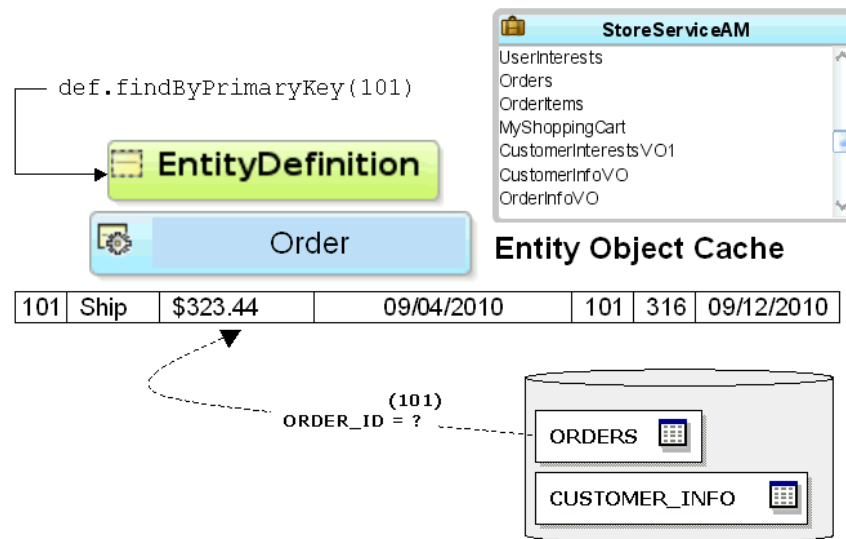 StoreServiceAM
UserInterests
Orders
OrderItems
MyShoppingCart
CustomerInterestsVO1
CustomerInfoVO
OrderInfoVO
def.findByPrimaryKey(101)
EntityDefinition
Order
Entity Object Cache
101 Ship $323.44 09/04/2010 101 316 09/12/2010
(101)
ORDER_ID = ?
ORDERS
CUSTOMER_INFO